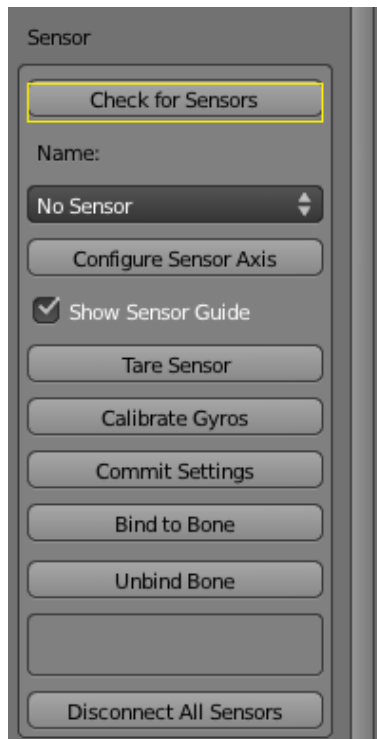 Sensor
Check for Sensors
Name:
No Sensor
Configure Sensor Axis
Show Sensor Guide
Tare Sensor
Calibrate Gyros
Commit Settings
Bind to Bone
Unbind Bone
Disconnect All Sensors